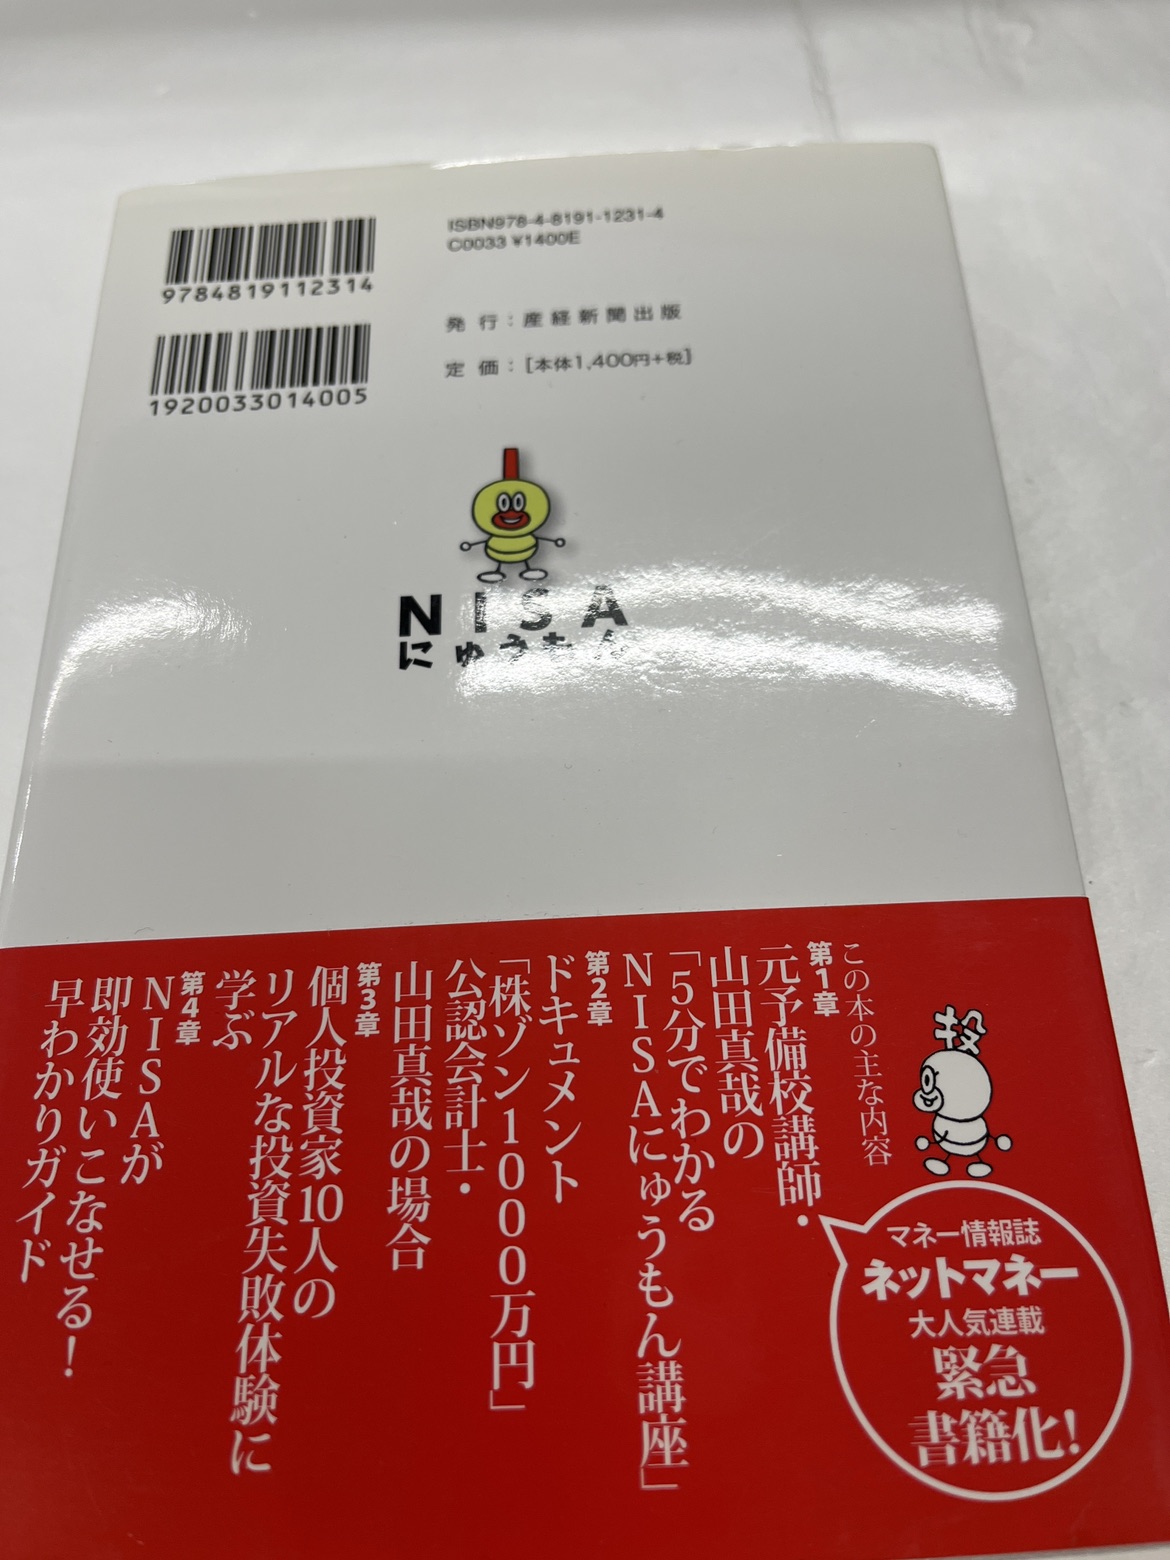 9784819112314
ISBN978-4-8191-1231-4
C0033 ¥1400E
1920033014005
発 行：産経新聞出版
定 価：[本体1,400円+税]
NISA
にゅうもん
この本の主な内容
第1章
元予備校講師・
山田真哉の
「5分でわかる
NISAにゅうもん講座」
第2章
ドキュメント
「株ゾン1000万円」
公認会計士・
山田真哉の場合
第3章
個人投資家10人の
リアルな投資失敗体験に
学ぶ
第4章
NISAが
即効使いこなせる！
早わかりガイド
投
マネー情報誌
ネットマネー
大人気連載
緊急
書籍化！